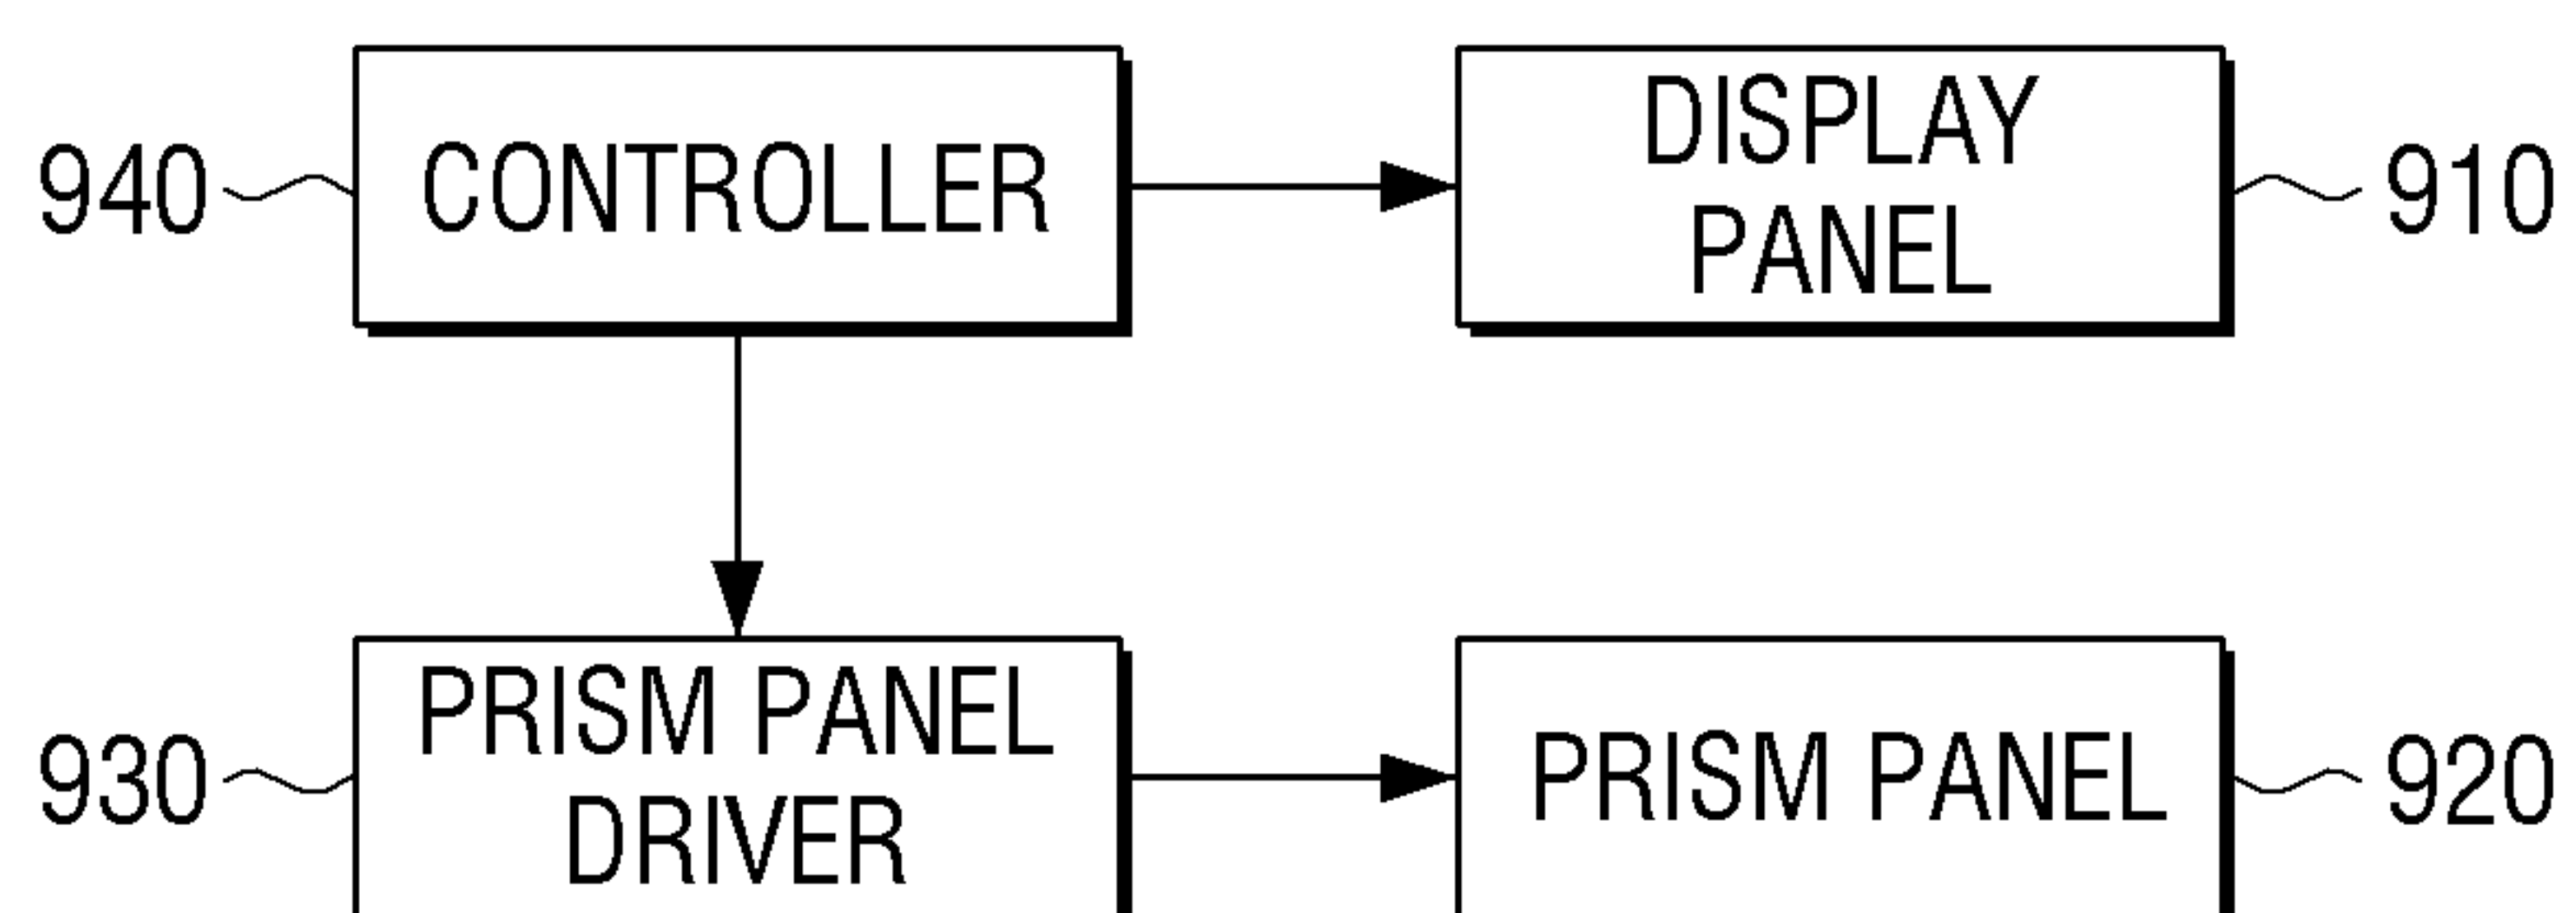 940
CONTROLLER
DISPLAY
PANEL
910
930
PRISM PANEL
DRIVER
PRISM PANEL
920